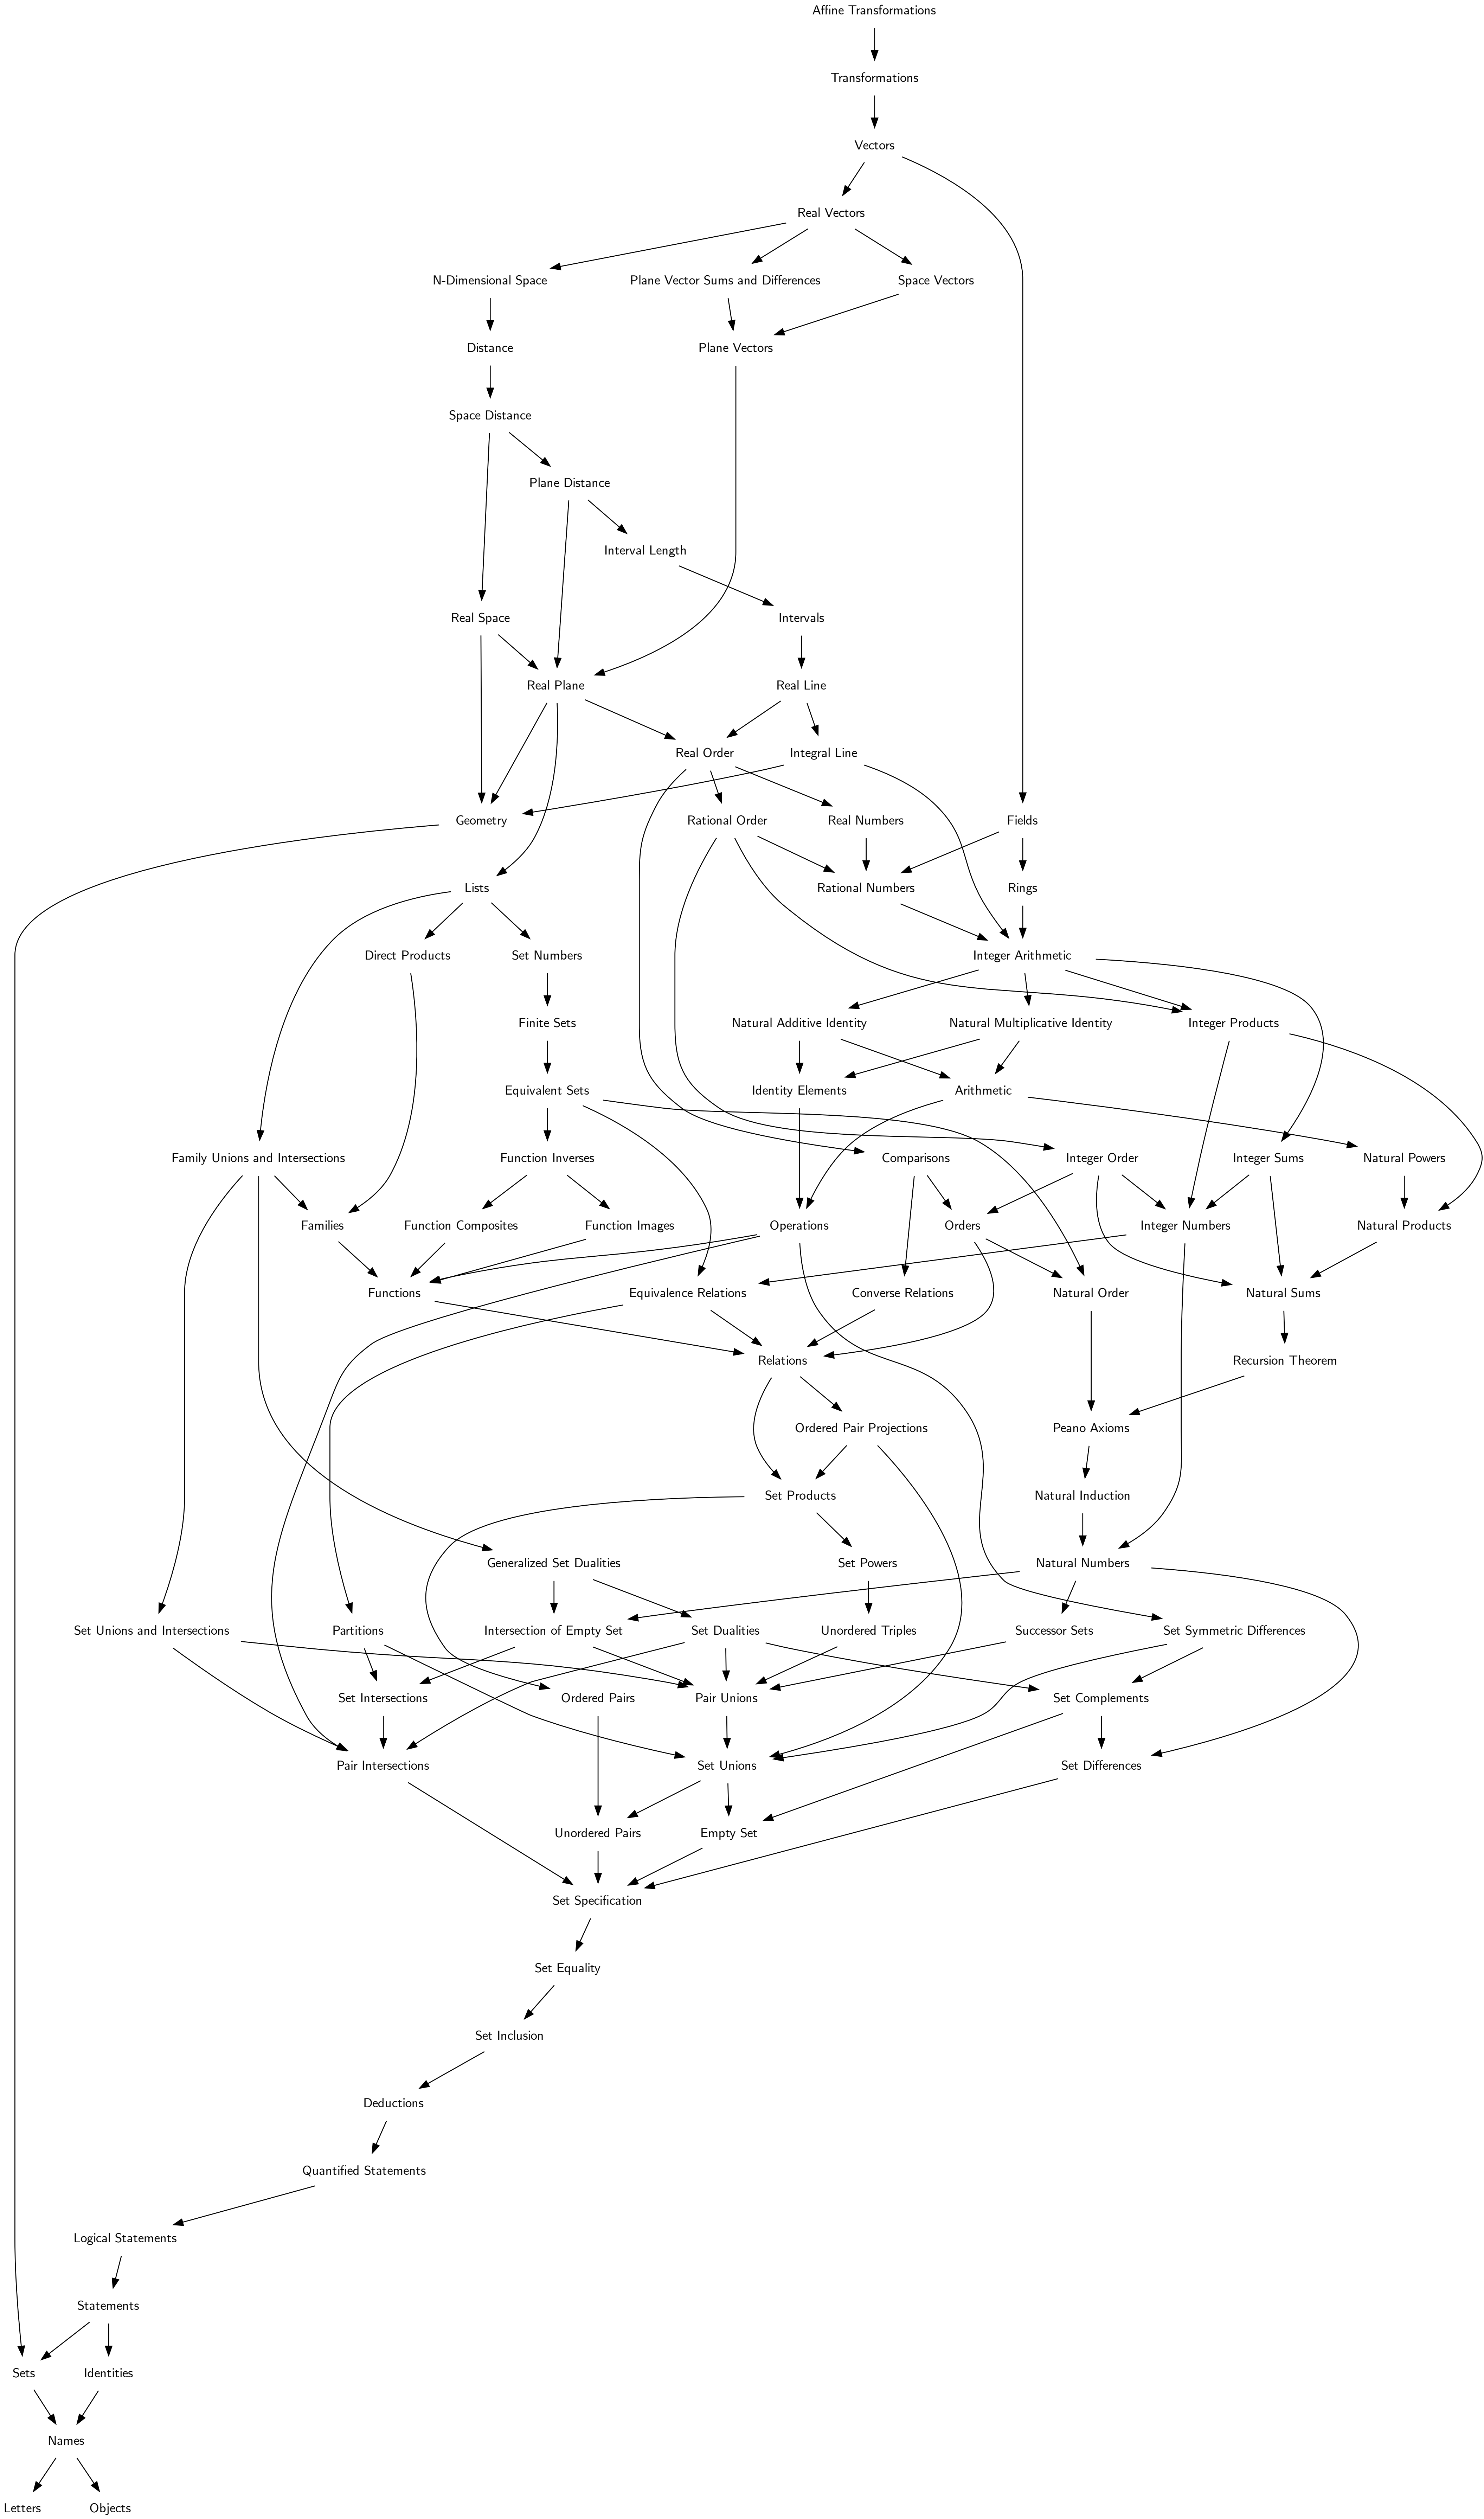 Affine Transformations
Transformations
Vectors
Real Vectors
N-Dimensional Space
Plane Vector Sums and Differences
Space Vectors
Distance
Plane Vectors
Space Distance
Plane Distance
Interval Length
Real Space
Intervals
Real Plane
Real Line
Real Order
Integral Line
Geometry
Rational Order
Real Numbers
Fields
Lists
Rational Numbers
Rings
Direct Products
Set Numbers
Integer Arithmetic
Finite Sets
Natural Additive Identity
Natural Multiplicative Identity
Integer Products
Equivalent Sets
Identity Elements
Arithmetic
Family Unions and Intersections
Function Inverses
Comparisons
Integer Order
Integer Sums
Natural Powers
Families
Function Composites
Function Images
Operations
Orders
Integer Numbers
Natural Products
Functions
Equivalence Relations
Converse Relations
Natural Order
Natural Sums
Relations
Recursion Theorem
Ordered Pair Projections
Peano Axioms
Set Products
Natural Induction
Generalized Set Dualities
Set Powers
Natural Numbers
Set Unions and Intersections
Partitions
Intersection of Empty Set
Set Dualities
Unordered Triples
Successor Sets
Set Symmetric Differences
Set Intersections
Ordered Pairs
Pair Unions
Set Complements
Pair Intersections
Set Unions
Set Differences
Unordered Pairs
Empty Set
Set Specification
Set Equality
Set Inclusion
Deductions
Quantified Statements
Logical Statements
Statements
Sets
Identities
Names
Letters
Objects